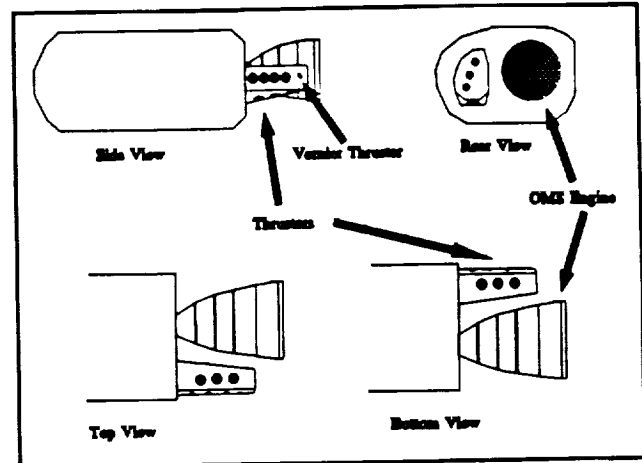 Side View
Vernier Thruster
Rear View
Thrusters
OMS Engine
Top View
Bottom View